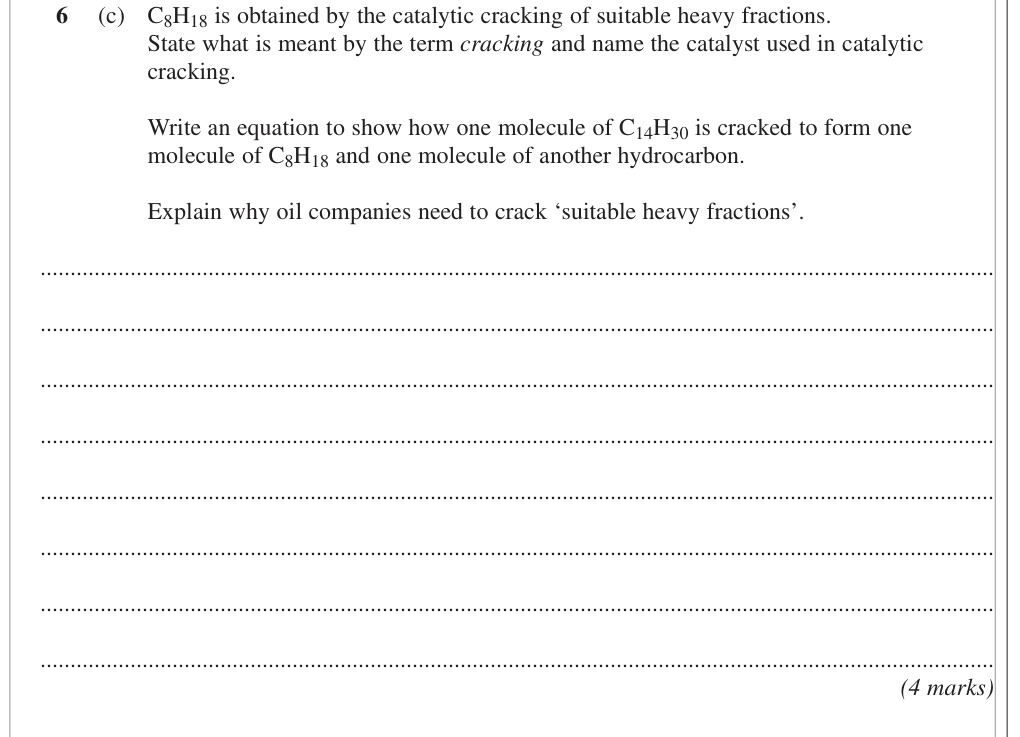 6 (c) C₈H₁₈ is obtained by the catalytic cracking of suitable heavy fractions.
State what is meant by the term cracking and name the catalyst used in catalytic
cracking.
Write an equation to show how one molecule of C₁₄H₃₀ is cracked to form one
molecule of C₈H₁₈ and one molecule of another hydrocarbon.
Explain why oil companies need to crack ‘suitable heavy fractions’.
(4 marks)